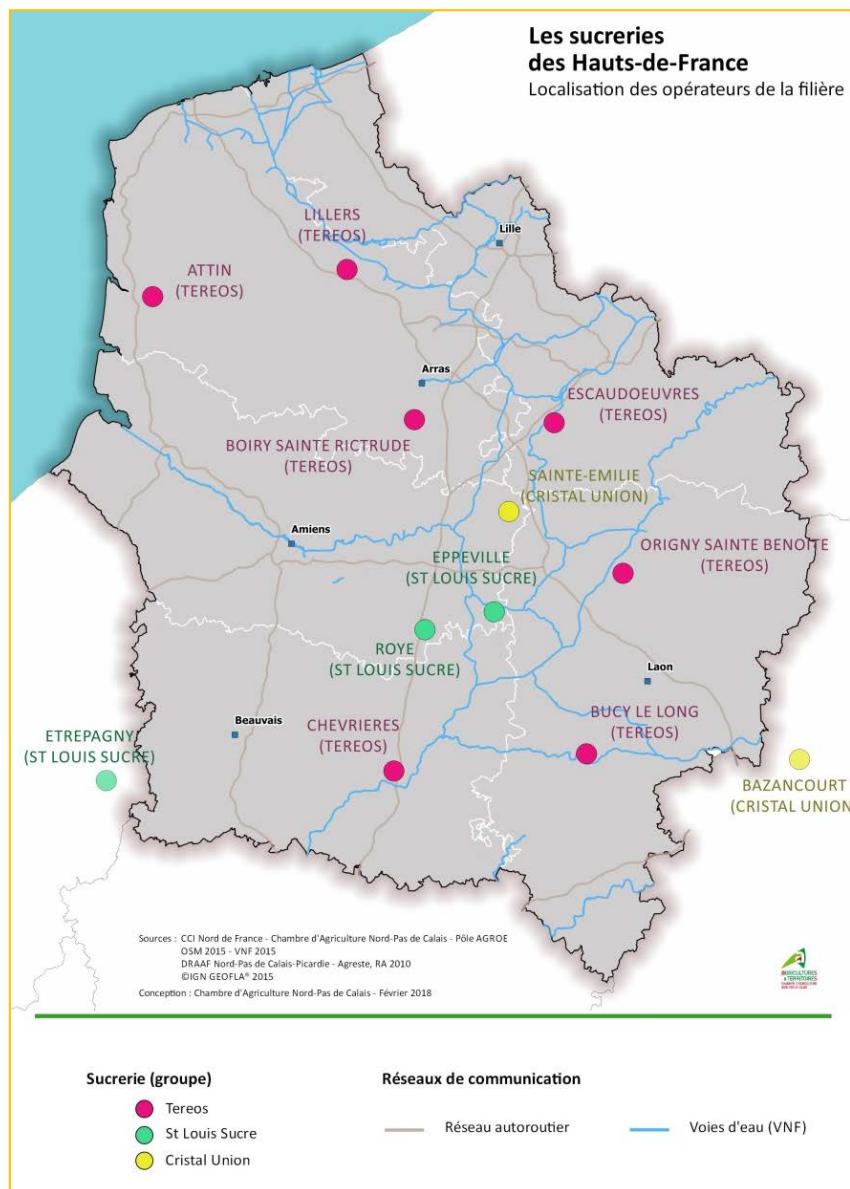 Les sucreries
des Hauts-de-France
Localisation des opérateurs de la filière
Lille
LILLERS
(TEREOS)
ATTIN
(TEREOS)
Arras
ESCAUDOEUVRES
(TEREOS)
BOIRY SAINTE RICTRUDE
(TEREOS)
SAINTE-EMILIE
(CRISTAL UNION)
Amiens
ORIGNY SAINTE BENOITE
(TEREOS)
EPPEVILLE
(ST LOUIS SUCRE)
ROYE
(ST LOUIS SUCRE)
Laon
Beauvais
CHEVRIERES
(TEREOS)
BUCY LE LONG
(TEREOS)
ETREPAGNY
(ST LOUIS SUCRE)
BAZANCOURT
(CRISTAL UNION
Sources : CCI Nord de France - Chambre d'Agriculture Nord-Pas de Calais - Pôle AGROE
OSM 2015 - VNF 2015
DRAAF Nord-Pas de Calais-Picardie - Agreste, RA 2010
©IGN GEOFLA® 2015
Conception : Chambre d'Agriculture Nord-Pas de Calais - Février 2018
AGRICULTURES
& TERRITOIRES
Sucrerie (groupe)
Tereos
St Louis Sucre
Cristal Union
Réseaux de communication
Réseau autoroutier
Voies d'eau (VNF)